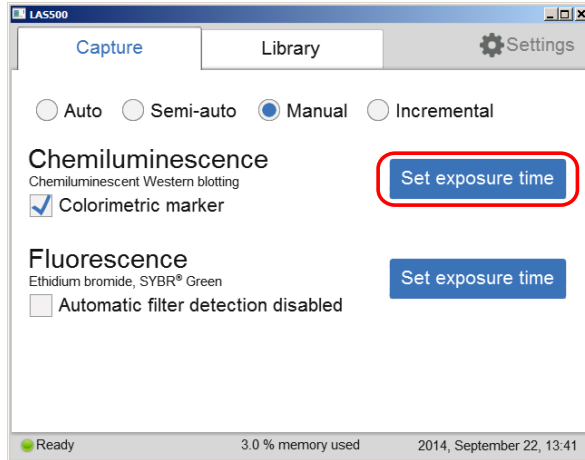 LAS500
Capture Library Settings
Auto Semi-auto Manual Incremental
Chemiluminescence
Chemiluminescent Western blotting
Set exposure time
Colorimetric marker
Fluorescence
Ethidium bromide, SYBR® Green
Set exposure time
Automatic filter detection disabled
Ready 3.0 % memory used 2014, September 22, 13:41